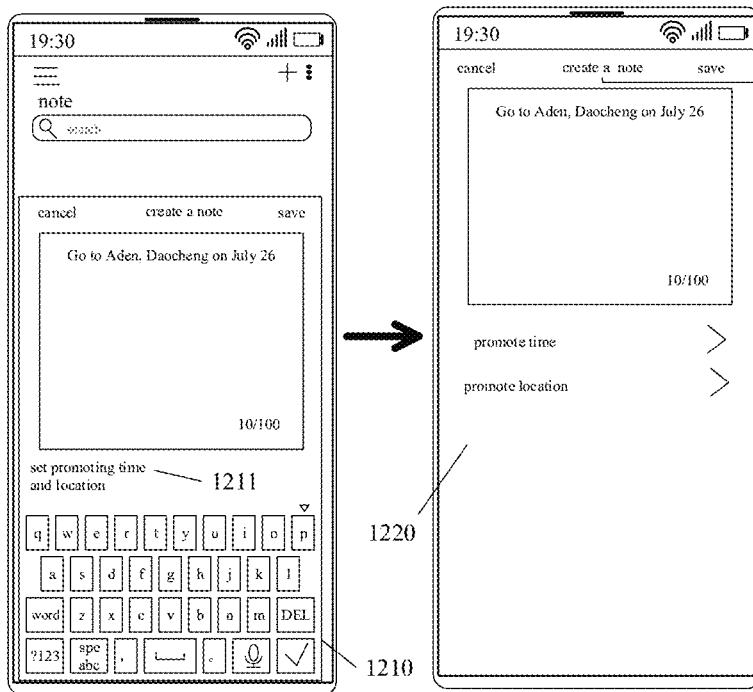 19:30
note
search
cancel create a note save
Go to Aden, Daocheng on July 26
10/100
set promoting time
and location
1211
q w e r t y u i o p
a s d f g h j k l
word z x c v b n m DEL
?123 spe abc , 。
1210
19:30
cancel create a note save
Go to Aden, Daocheng on July 26
10/100
promote time
promote location
1220